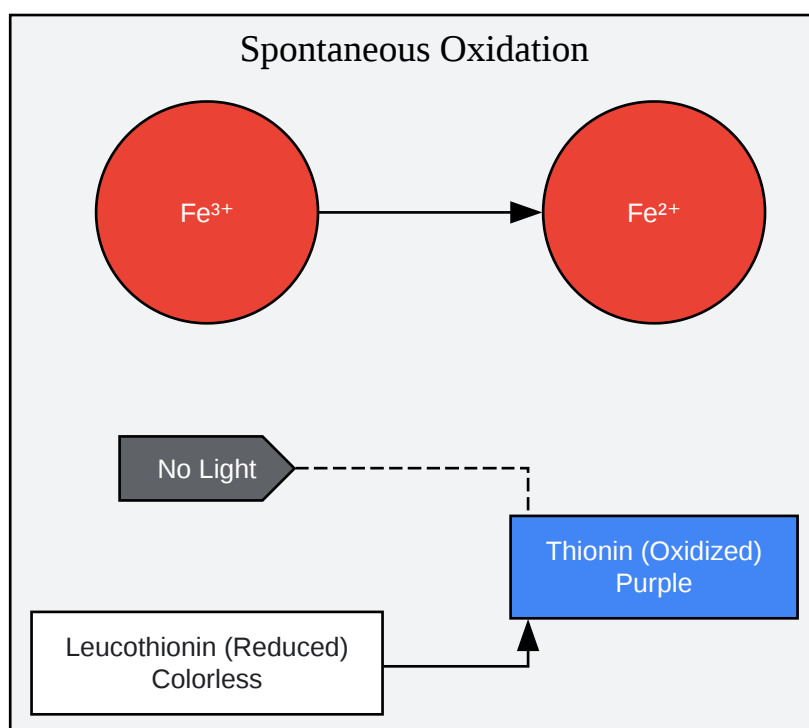 Spontaneous Oxidation
Fe³⁺
Fe²⁺
No Light
Thionin (Oxidized)
Purple
Leucothionin (Reduced)
Colorless